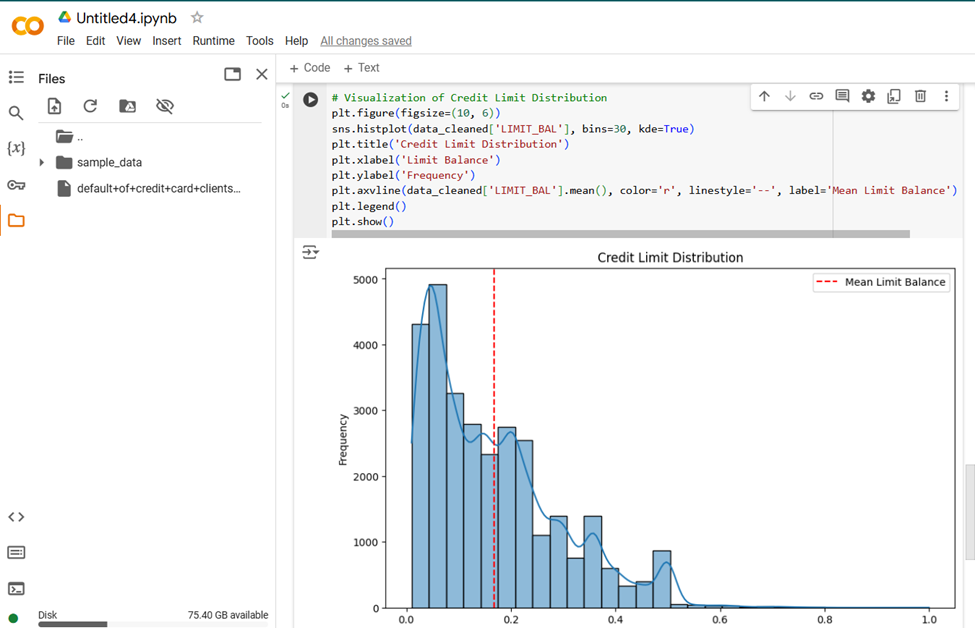 Untitled4.ipynb
File Edit View Insert Runtime Tools Help All changes saved
Files
+ Code + Text
..
sample_data
default+of+credit+card+clients...
{x}
0s
# Visualization of Credit Limit Distribution
plt.figure(figsize=(10, 6))
sns.histplot(data_cleaned['LIMIT_BAL'], bins=30, kde=True)
plt.title('Credit Limit Distribution')
plt.xlabel('Limit Balance')
plt.ylabel('Frequency')
plt.axvline(data_cleaned['LIMIT_BAL'].mean(), color='r', linestyle='--', label='Mean Limit Balance')
plt.legend()
plt.show()
Credit Limit Distribution
Mean Limit Balance
Frequency
5000
4000
3000
2000
1000
0
0.0 0.2 0.4 0.6 0.8 1.0
Disk 75.40 GB available